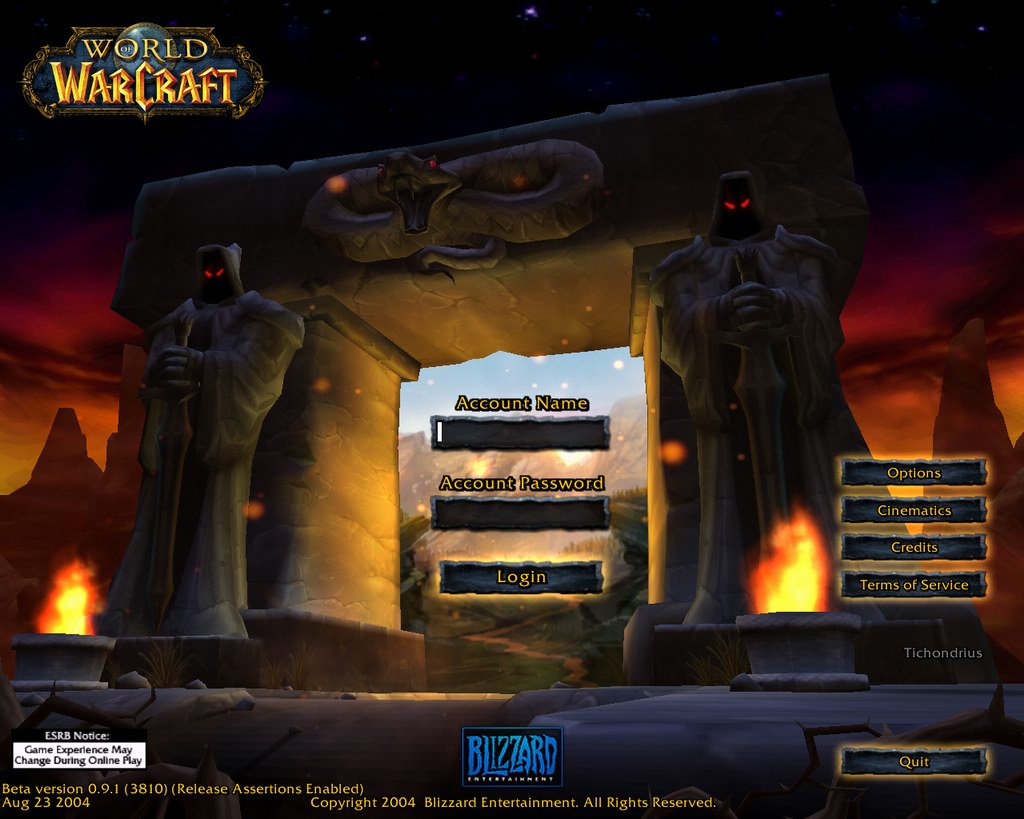 WORLD
OF
WARCRAFT
Account Name
Account Password
Login
Options
Cinematics
Credits
Terms of Service
Tichondrius
ESRB Notice:
Game Experience May
Change During Online Play
BLIZZARD
ENTERTAINMENT
Quit
Beta version 0.9.1 (3810) (Release Assertions Enabled)
Aug 23 2004
Copyright 2004 Blizzard Entertainment. All Rights Reserved.